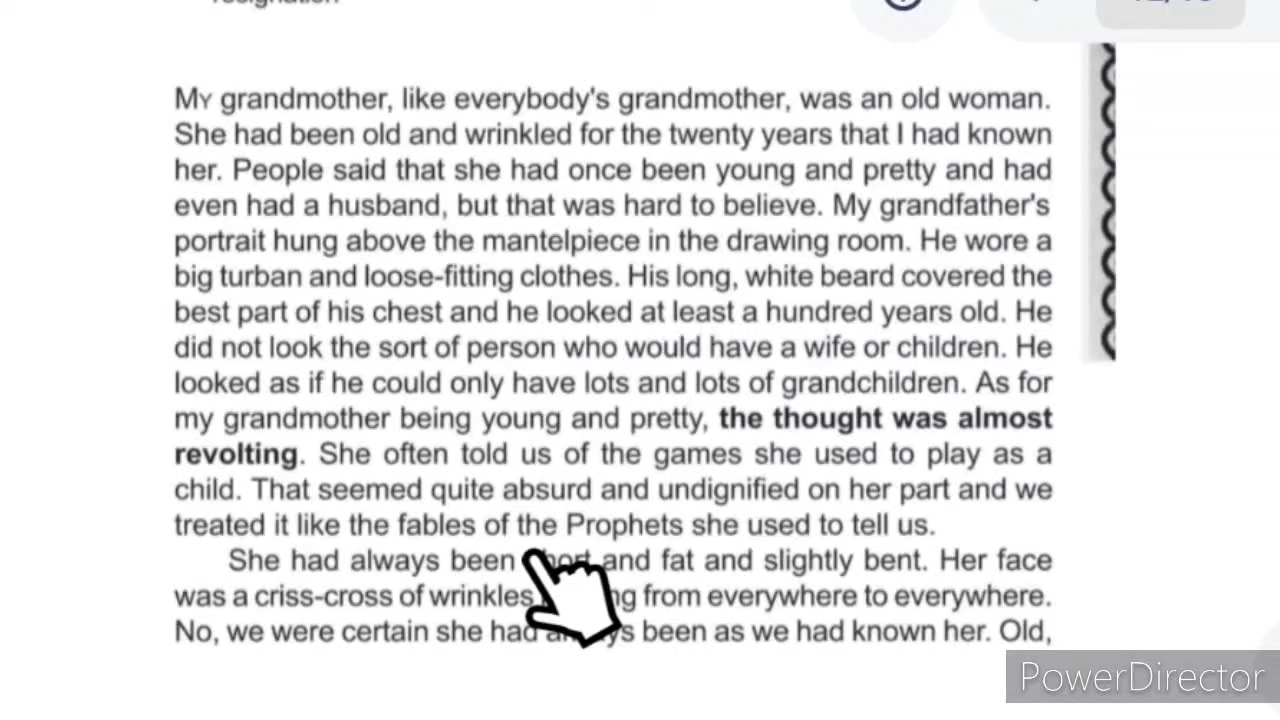 My grandmother, like everybody's grandmother, was an old woman.
She had been old and wrinkled for the twenty years that I had known
her. People said that she had once been young and pretty and had
even had a husband, but that was hard to believe. My grandfather's
portrait hung above the mantelpiece in the drawing room. He wore a
big turban and loose-fitting clothes. His long, white beard covered the
best part of his chest and he looked at least a hundred years old. He
did not look the sort of person who would have a wife or children. He
looked as if he could only have lots and lots of grandchildren. As for
my grandmother being young and pretty, the thought was almost
revolting. She often told us of the games she used to play as a
child. That seemed quite absurd and undignified on her part and we
treated it like the fables of the Prophets she used to tell us.
She had always been short and fat and slightly bent. Her face
was a criss-cross of wrinkles from everywhere to everywhere.
No, we were certain she had always been as we had known her. Old,
PowerDirector